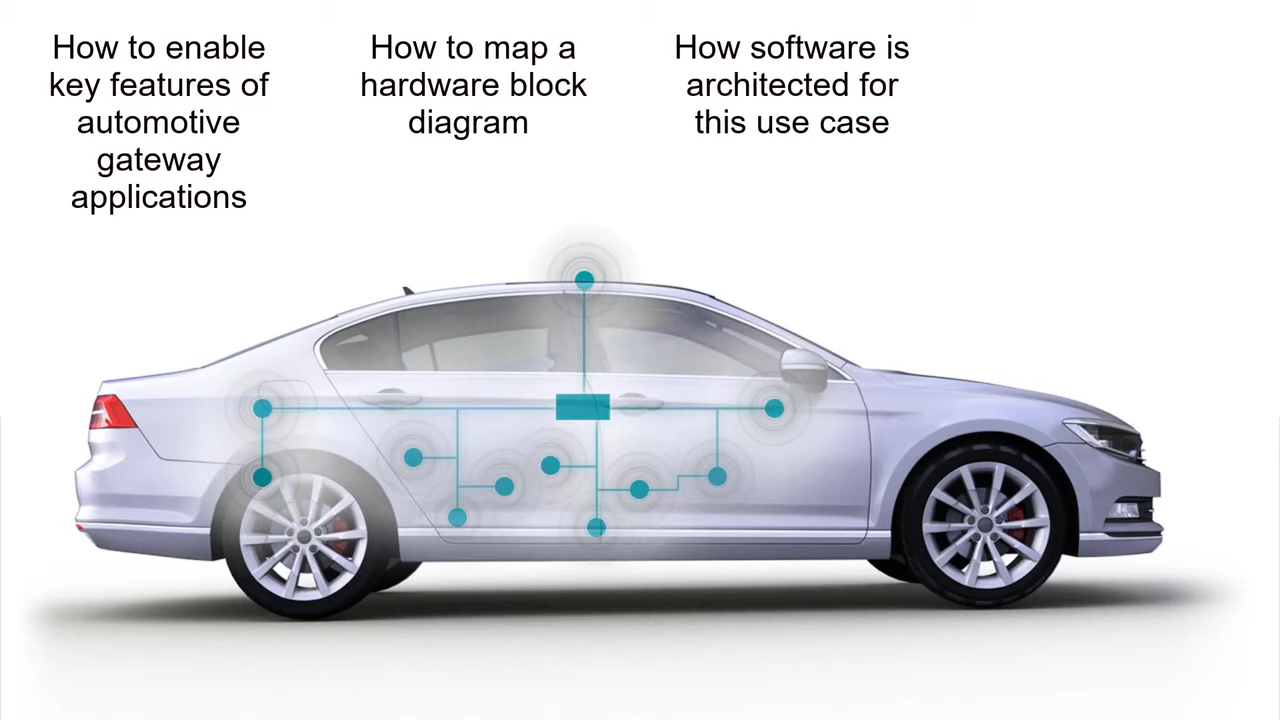 How to enable
key features of
automotive
gateway
applications
How to map a
hardware block
diagram
How software is
architected for
this use case